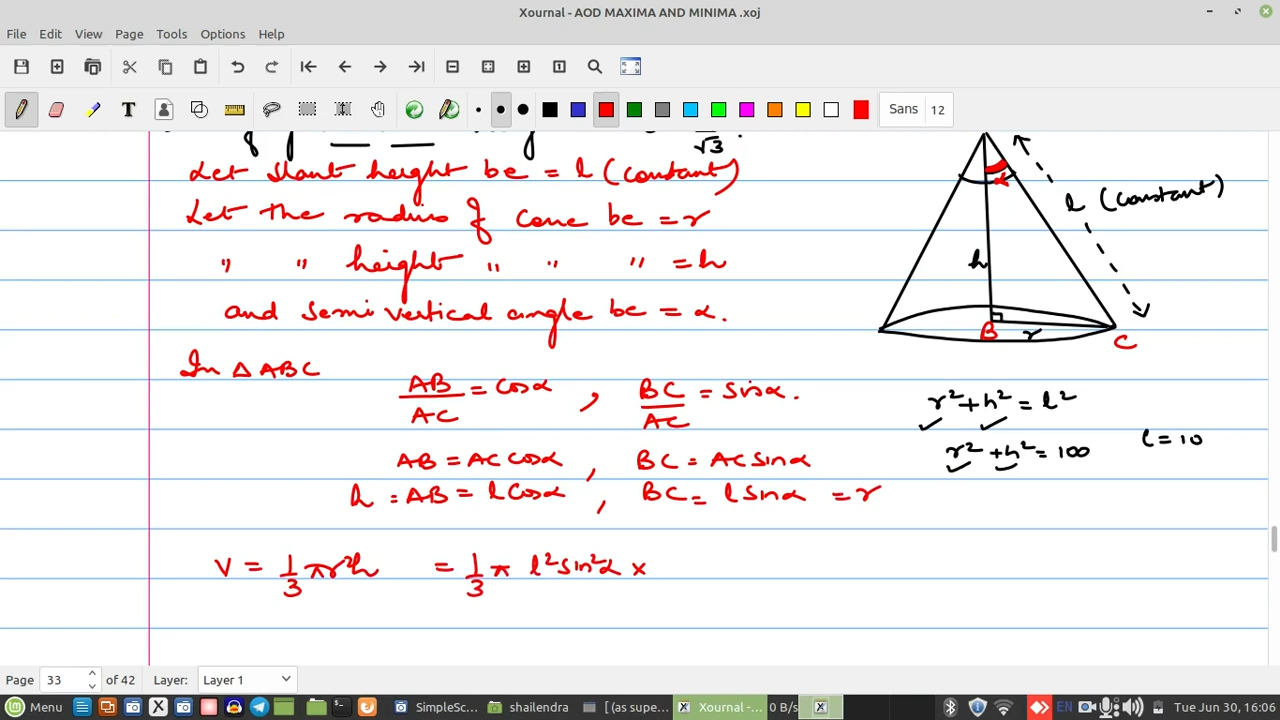 Xournal - AOD MAXIMA AND MINIMA .xoj
File Edit View Page Tools Options Help
Sans 12
√3 .
Let slant height be = l (constant)
Let the radius of cone be = r
" " height " " " = h
and semi vertical angle be = α.
In △ ABC
AB/AC = cosα , BC/AC = sinα.
AB = AC cosα , BC = AC sinα
h = AB = l cosα , BC = l sinα = r
V = 1/3 πr²h = 1/3 π l² sin²α ×
α
l (constant)
h
B r C
r² + h² = l²
r² + h² = 100 l = 10
Page 33 of 42 Layer: Layer 1
Menu SimpleSc... shailendra [(as supe... Xournal -... 0 B/s EN Tue Jun 30, 16:06